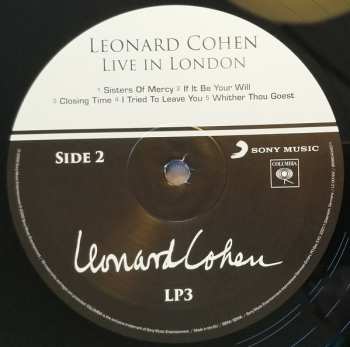 LEONARD COHEN
LIVE IN LONDON
1 Sisters Of Mercy 2 If It Be Your Will
3 Closing Time 4 I Tried To Leave You 5 Whither Thou Goest
SIDE 2
SONY MUSIC
COLUMBIA
Leonard Cohen
LP3